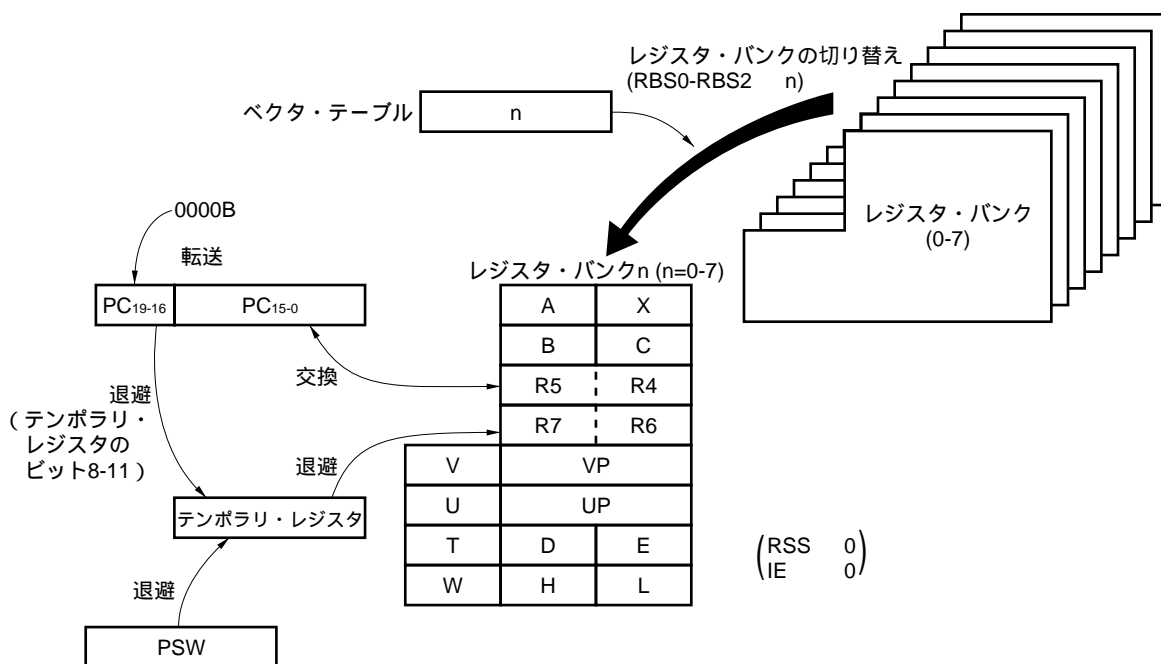 レジスタ・バンクの切り替え
(RBS0-RBS2 n)
ベクタ・テーブル
n
レジスタ・バンク
(0-7)
0000B
転送
レジスタ・バンクn (n=0-7)
PC19-16
PC15-0
A X
B C
交換
R5 R4
退避
(テンポラリ・
レジスタの
ビット8-11)
R7 R6
退避
V VP
U UP
テンポラリ・レジスタ
T D E
RSS 0
IE 0
W H L
退避
PSW